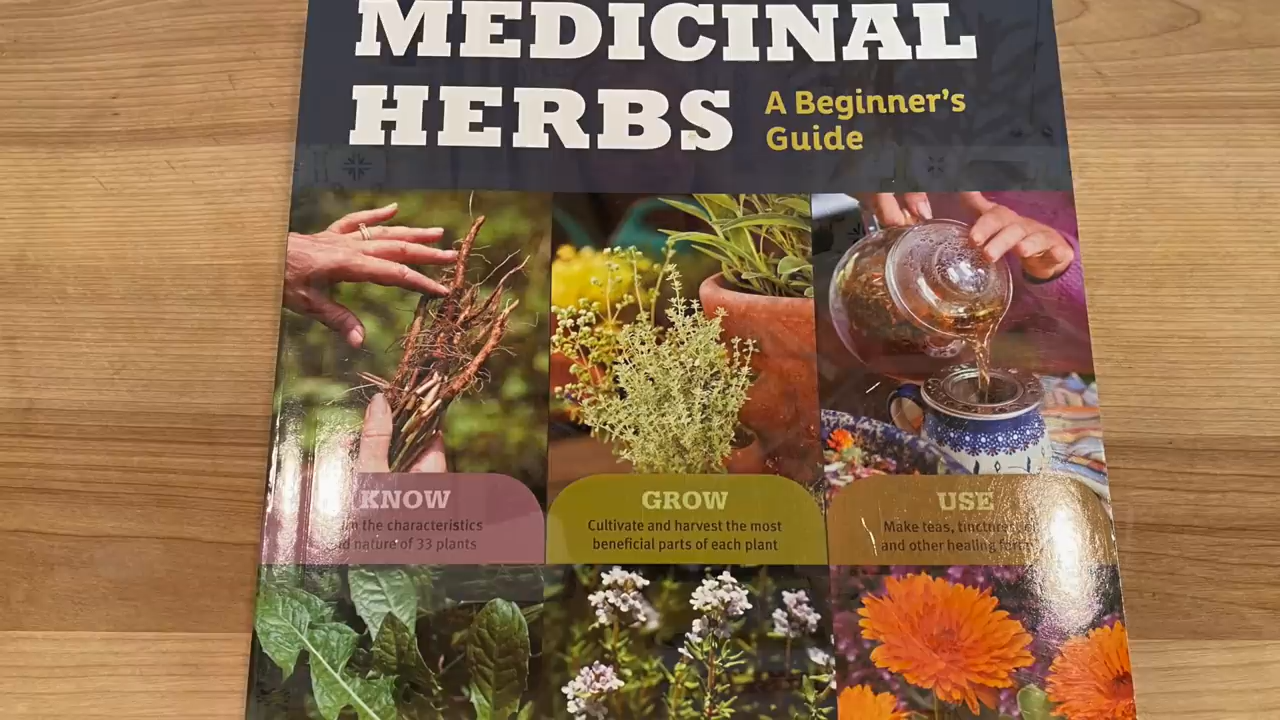 MEDICINAL
HERBS
A Beginner's
Guide
KNOW
the characteristics
nature of 33 plants
GROW
Cultivate and harvest the most
beneficial parts of each plant
USE
Make teas, tinctures,
and other healing